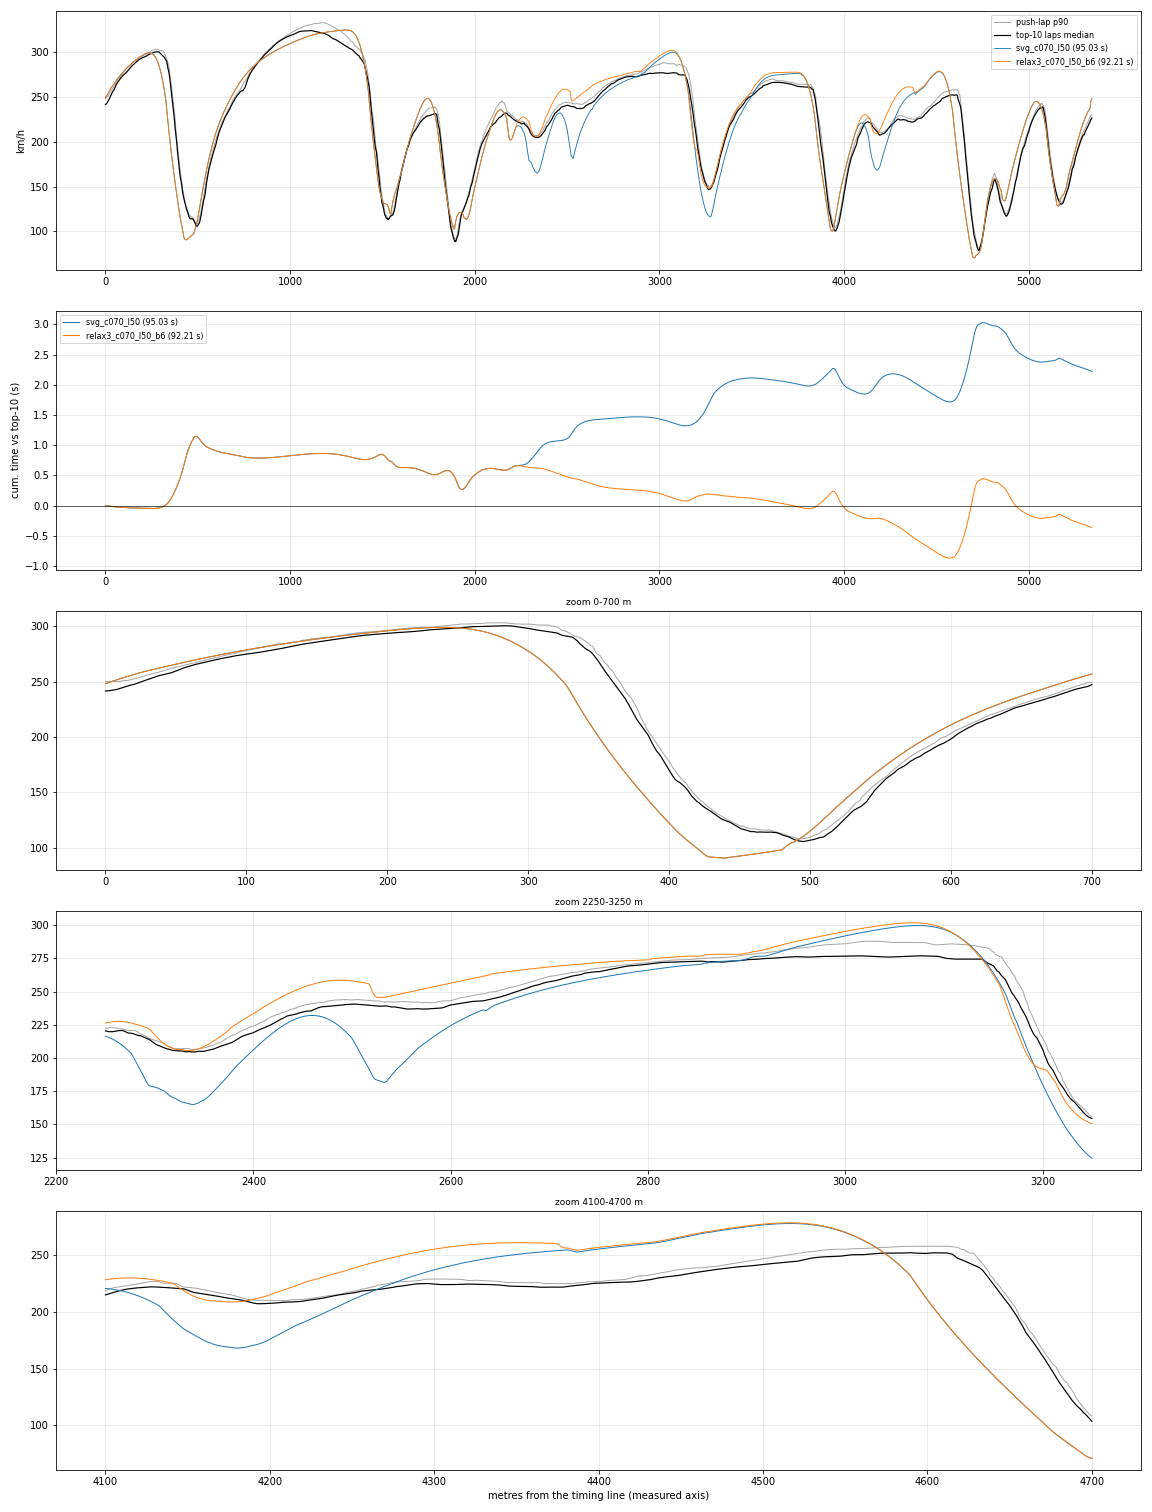 push-lap p90
top-10 laps median
svg_c070_l50 (95.03 s)
relax3_c070_l50_b6 (92.21 s)
km/h
300
250
200
150
100
0 1000 2000 3000 4000 5000
svg_c070_l50 (95.03 s)
relax3_c070_l50_b6 (92.21 s)
cum. time vs top-10 (s)
3.0
2.5
2.0
1.5
1.0
0.5
0.0
−0.5
−1.0
0 1000 2000 3000 4000 5000
zoom 0-700 m
300
250
200
150
100
0 100 200 300 400 500 600 700
zoom 2250-3250 m
300
275
250
225
200
175
150
125
2200 2400 2600 2800 3000 3200
zoom 4100-4700 m
250
200
150
100
4100 4200 4300 4400 4500 4600 4700
metres from the timing line (measured axis)